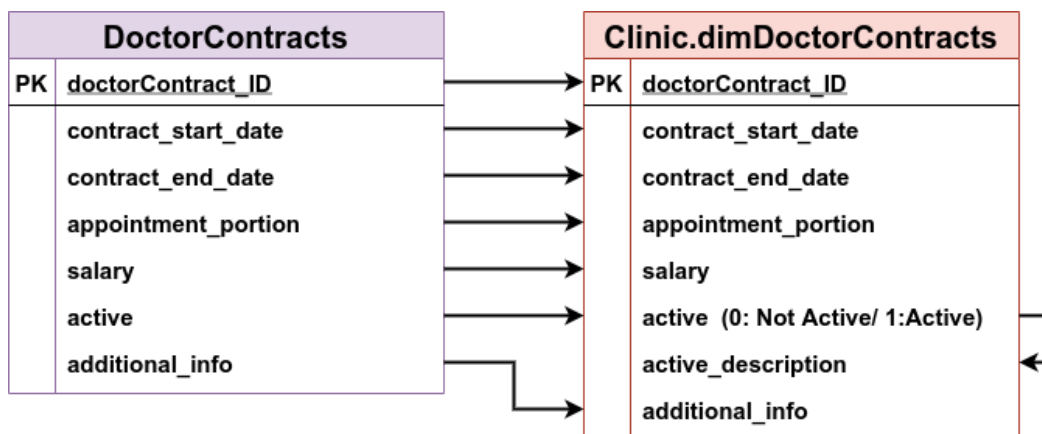 DoctorContracts
PK doctorContract_ID
contract_start_date
contract_end_date
appointment_portion
salary
active
additional_info
Clinic.dimDoctorContracts
PK doctorContract_ID
contract_start_date
contract_end_date
appointment_portion
salary
active (0: Not Active/ 1:Active)
active_description
additional_info